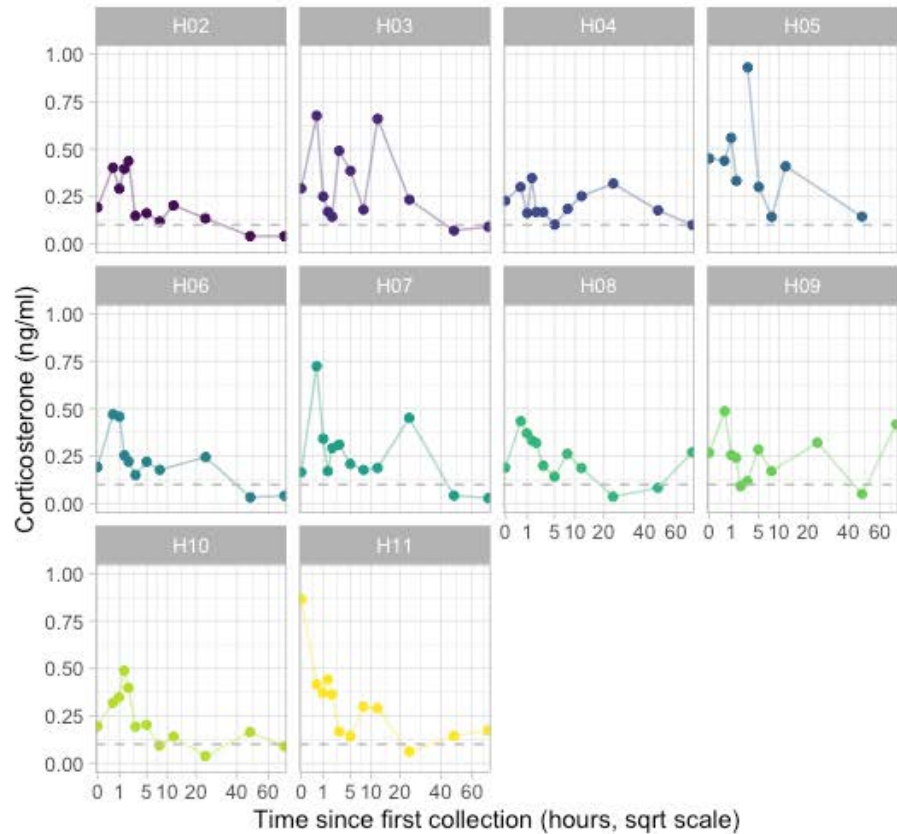 H02 H03 H04 H05
1.00
0.75
0.50
0.25
0.00
H06 H07 H08 H09
1.00
0.75
0.50
0.25
0.00
0 1 5 10 20 40 60 0 1 5 10 20 40 60
H10 H11
1.00
0.75
0.50
0.25
0.00
0 1 5 10 20 40 60 0 1 5 10 20 40 60
Corticosterone (ng/ml)
Time since first collection (hours, sqrt scale)